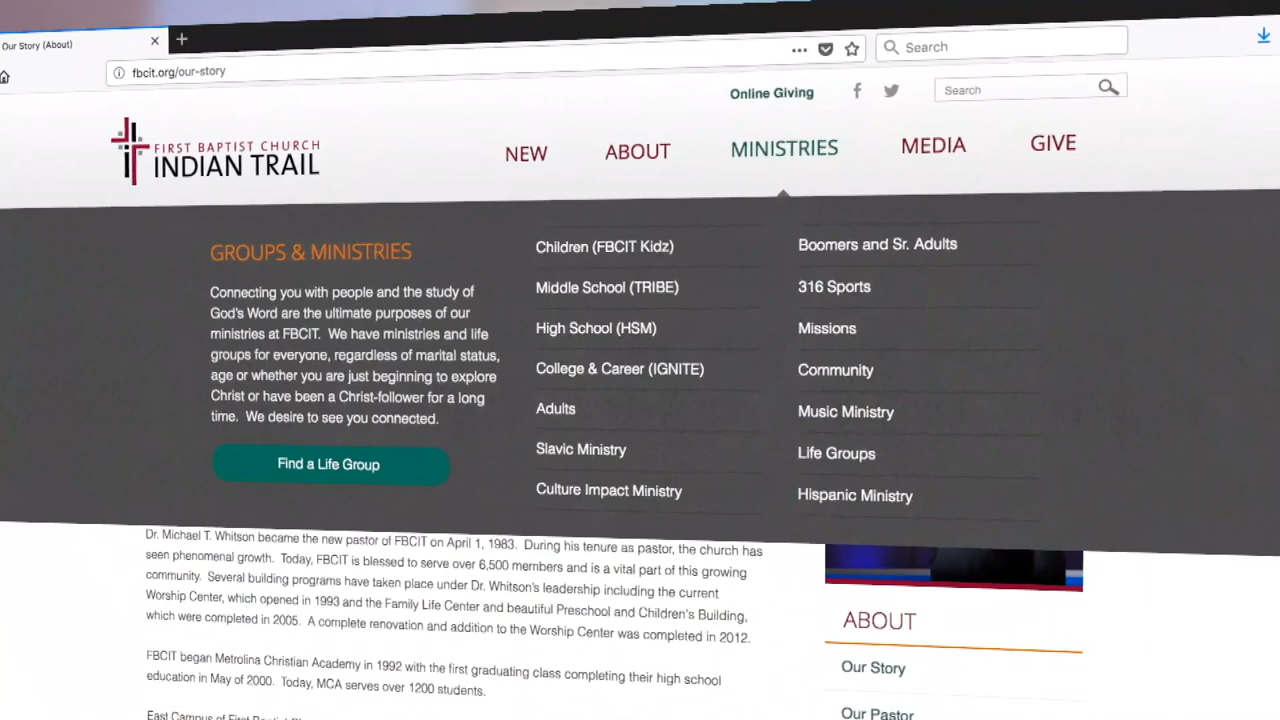 Our Story (About)
fbcit.org/our-story
Search
Online Giving
Search
FIRST BAPTIST CHURCH
INDIAN TRAIL
NEW
ABOUT
MINISTRIES
MEDIA
GIVE
GROUPS & MINISTRIES
Connecting you with people and the study of
God's Word are the ultimate purposes of our
ministries at FBCIT. We have ministries and life
groups for everyone, regardless of marital status,
age or whether you are just beginning to explore
Christ or have been a Christ-follower for a long
time. We desire to see you connected.
Find a Life Group
Children (FBCIT Kidz)
Middle School (TRIBE)
High School (HSM)
College & Career (IGNITE)
Adults
Slavic Ministry
Culture Impact Ministry
Boomers and Sr. Adults
316 Sports
Missions
Community
Music Ministry
Life Groups
Hispanic Ministry
Dr. Michael T. Whitson became the new pastor of FBCIT on April 1, 1983. During his tenure as pastor, the church has
seen phenomenal growth. Today, FBCIT is blessed to serve over 6,500 members and is a vital part of this growing
community. Several building programs have taken place under Dr. Whitson's leadership including the current
Worship Center, which opened in 1993 and the Family Life Center and beautiful Preschool and Children's Building,
which were completed in 2005. A complete renovation and addition to the Worship Center was completed in 2012.
FBCIT began Metrolina Christian Academy in 1992 with the first graduating class completing their high school
education in May of 2000. Today, MCA serves over 1200 students.
East Campus of First Baptist
ABOUT
Our Story
Our Pastor